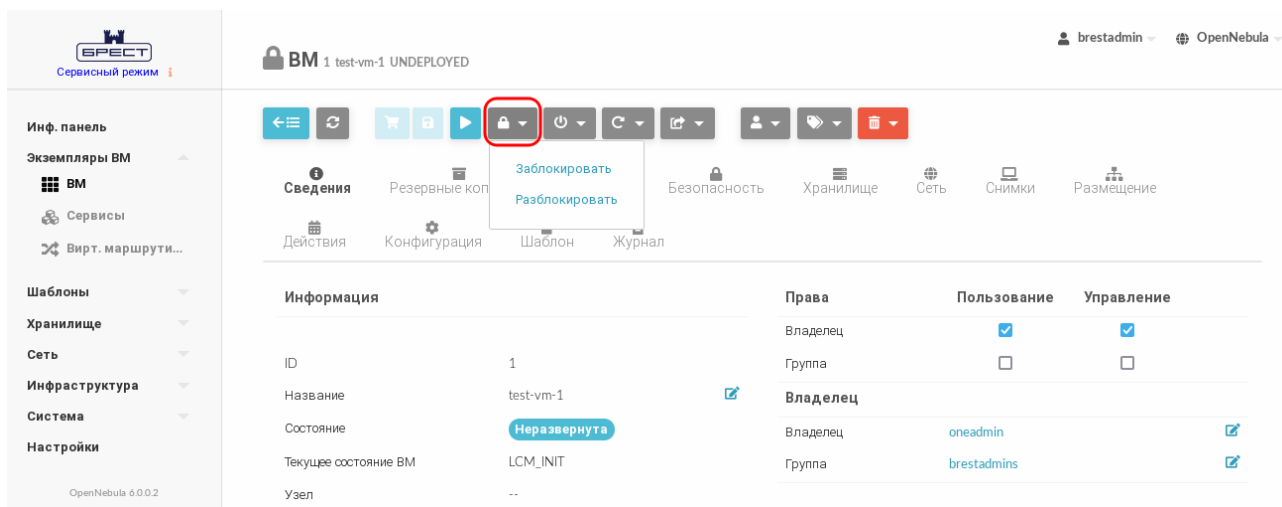 БРЕСТ
Сервисный режим
ВМ 1 test-vm-1 UNDEPLOYED
brestadmin
OpenNebula
Инф. панель
Экземпляры ВМ
ВМ
Сервисы
Вирт. маршрути...
Шаблоны
Хранилище
Сеть
Инфраструктура
Система
Настройки
OpenNebula 6.0.0.2
Заблокировать
Разблокировать
Сведения Резервные коп Безопасность Хранилище Сеть Снимки Размещение
Действия Конфигурация Шаблон Журнал
Информация
ID 1
Название test-vm-1
Состояние Неразвернута
Текущее состояние ВМ LCM_INIT
Узел --
Права Пользование Управление
Владелец
Группа
Владелец
Владелец oneadmin
Группа brestadmins